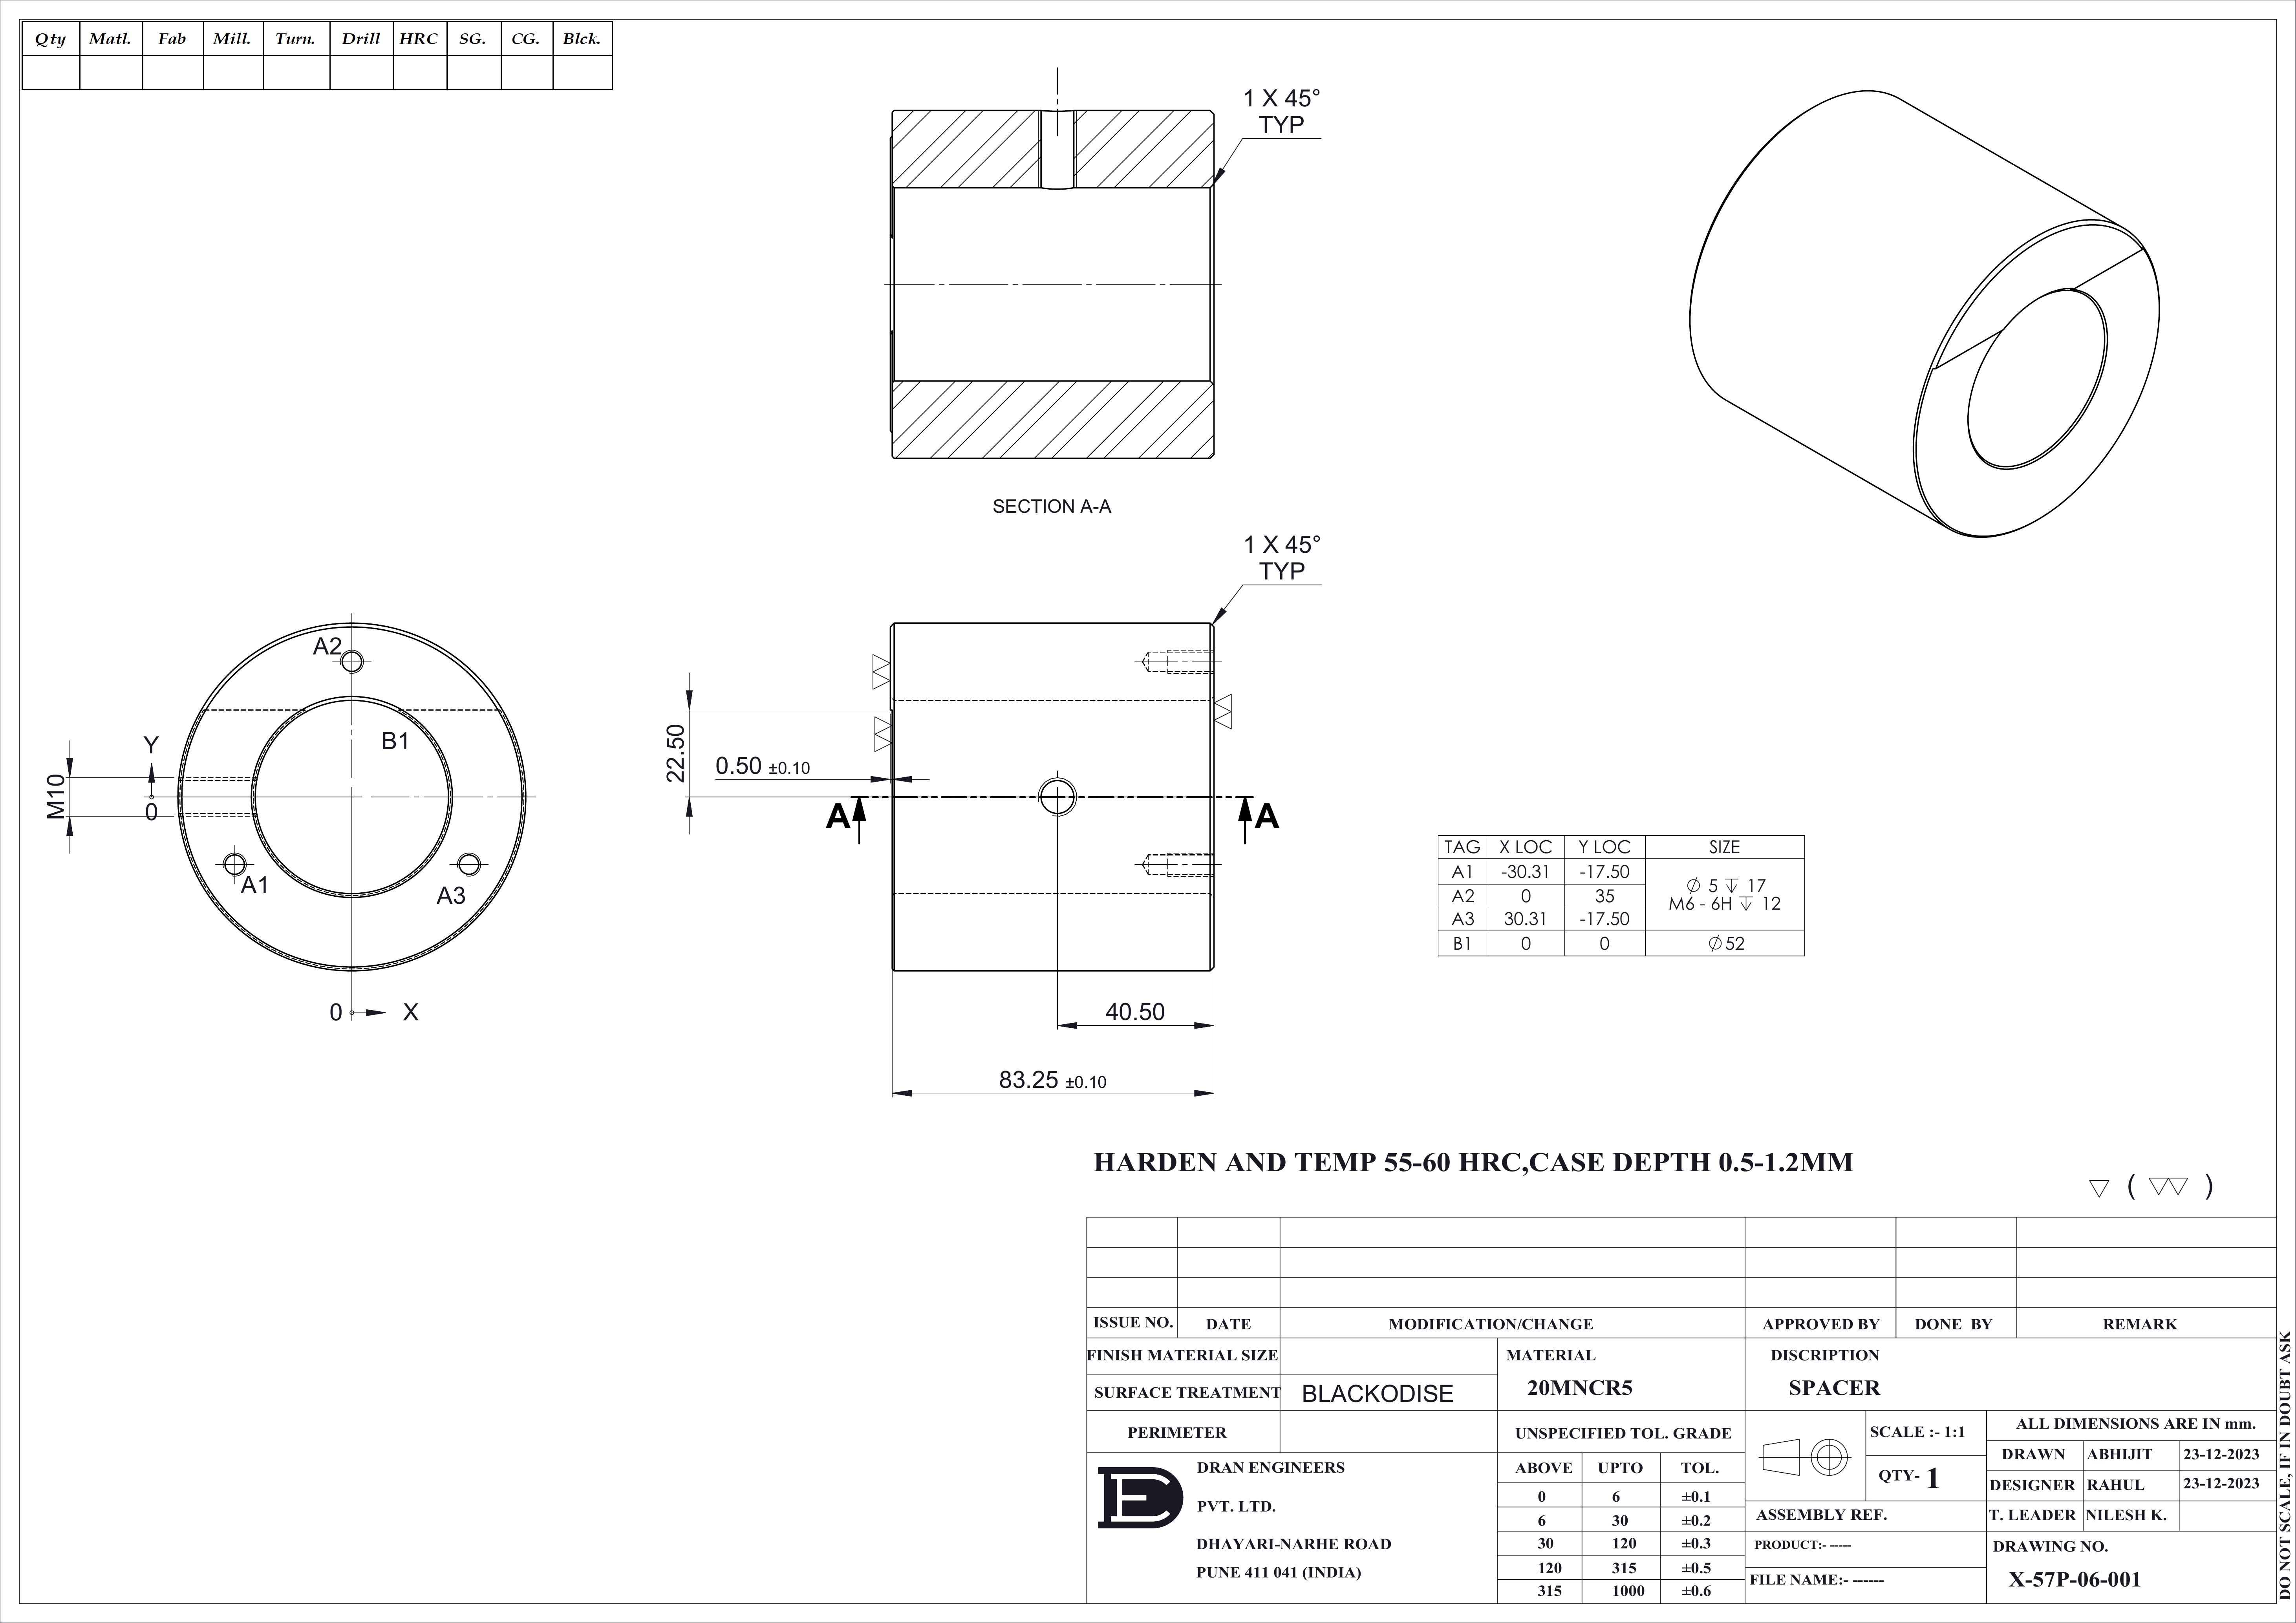 Qty Matl. Fab Mill. Turn. Drill HRC SG. CG. Blck.
1 X 45°
TYP
SECTION A-A
1 X 45°
TYP
A2
B1
Y
0
M10
A1
A3
0 X
22.50
0.50 ±0.10
A A
40.50
83.25 ±0.10
TAG X LOC Y LOC SIZE
A1 -30.31 -17.50
A2 0 35
A3 30.31 -17.50
∅ 5 ↧ 17
M6 - 6H ↧ 12
B1 0 0 ∅52
HARDEN AND TEMP 55-60 HRC,CASE DEPTH 0.5-1.2MM
( )
ISSUE NO. DATE MODIFICATION/CHANGE APPROVED BY DONE BY REMARK
FINISH MATERIAL SIZE
SURFACE TREATMENT BLACKODISE
PERIMETER
MATERIAL
20MNCR5
DISCRIPTION
SPACER
UNSPECIFIED TOL. GRADE
ABOVE UPTO TOL.
0 6 ±0.1
6 30 ±0.2
30 120 ±0.3
120 315 ±0.5
315 1000 ±0.6
DRAN ENGINEERS
PVT. LTD.
DHAYARI-NARHE ROAD
PUNE 411 041 (INDIA)
SCALE :- 1:1
QTY- 1
ALL DIMENSIONS ARE IN mm.
DRAWN ABHIJIT 23-12-2023
DESIGNER RAHUL 23-12-2023
T. LEADER NILESH K.
ASSEMBLY REF.
PRODUCT:- -----
FILE NAME:- ------
DRAWING NO.
X-57P-06-001
DO NOT SCALE, IF IN DOUBT ASK